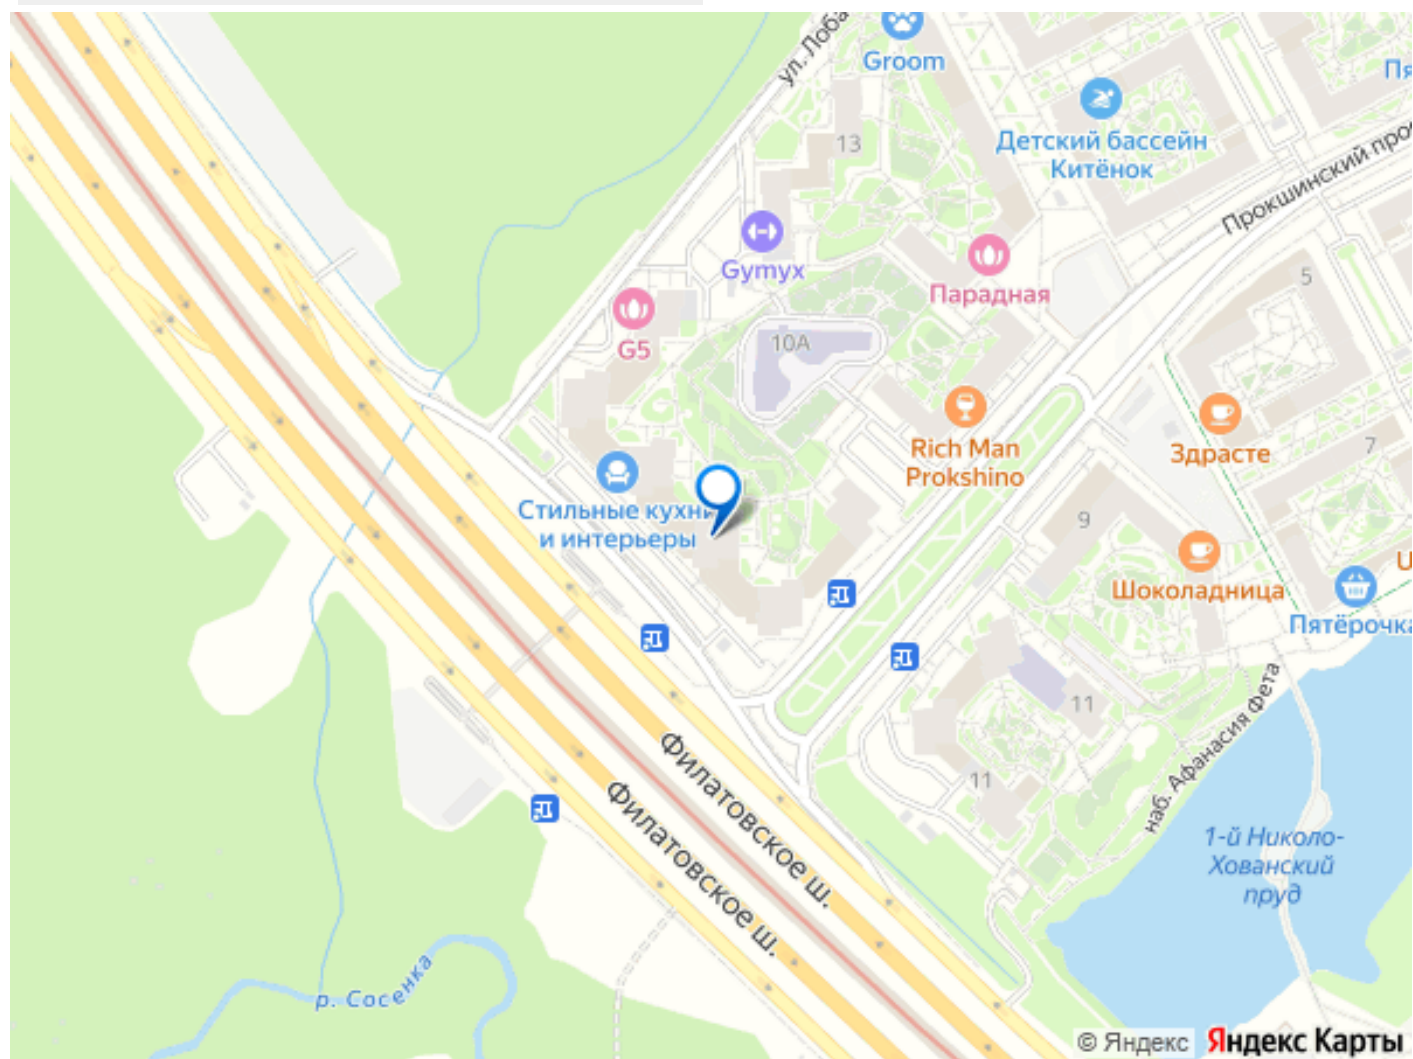 ул. Лоба
Groom
Пя
Детский бассейн
Китёнок
13
Прокшинский про
Gymyx
Парадная
5
G5
10А
Rich Man
Prokshino
Здрасте
7
Стильные кухни
и интерьеры
9
Шоколадница
U
Пятёрочка
11
11
наб. Афанасия Фета
Филатовское ш.
Филатовское ш.
1-й Николо-
Хованский
пруд
р. Сосенка
© Яндекс Яндекс Карты